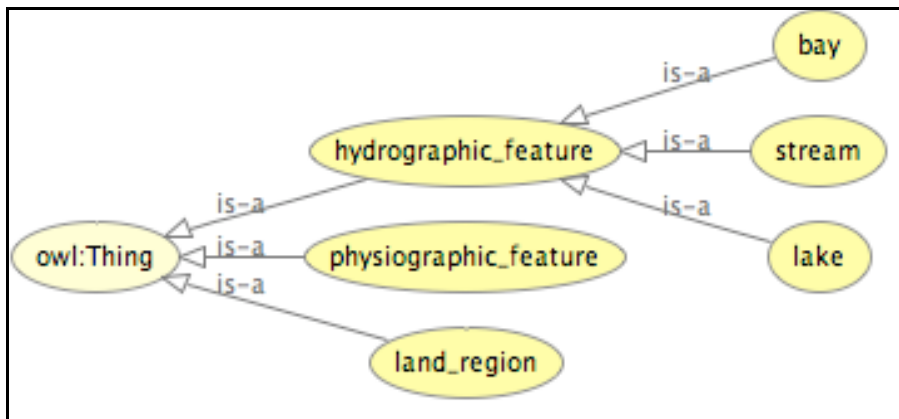 bay
is-a
hydrographic_feature
is-a
stream
is-a
is-a
owl:Thing
is-a
physiographic_feature
lake
is-a
land_region